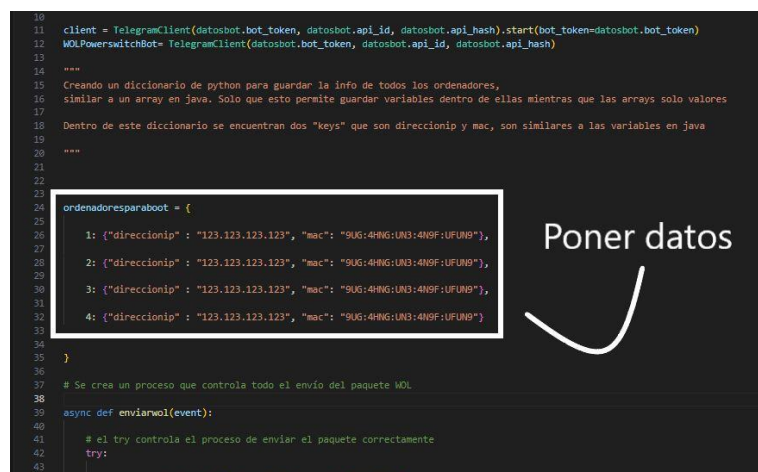 10
11 client = TelegramClient(datosbot.bot_token, datosbot.api_id, datosbot.api_hash).start(bot_token=datosbot.bot_token)
12 WOLPowerswitchBot= TelegramClient(datosbot.bot_token, datosbot.api_id, datosbot.api_hash)
13
14 """
15 Creando un diccionario de python para guardar la info de todos los ordenadores,
16 similar a un array en java. Solo que esto permite guardar variables dentro de ellas mientras que las arrays solo valores
17
18 Dentro de este diccionario se encuentran dos "keys" que son direccionip y mac, son similares a las variables en java
19
20 """
21
22
23
24 ordenadoresparaboot = {
25
26 1: {"direccionip" : "123.123.123.123", "mac": "9UG:4HNG:UN3:4N9F:UFUN9"},
27
28 2: {"direccionip" : "123.123.123.123", "mac": "9UG:4HNG:UN3:4N9F:UFUN9"},
29
30 3: {"direccionip" : "123.123.123.123", "mac": "9UG:4HNG:UN3:4N9F:UFUN9"},
31
32 4: {"direccionip" : "123.123.123.123", "mac": "9UG:4HNG:UN3:4N9F:UFUN9"}
33
34
35 }
36
37 # Se crea un proceso que controla todo el envío del paquete WOL
38
39 async def enviarwol(event):
40
41 # el try controla el proceso de enviar el paquete correctamente
42 try:
43
Poner datos